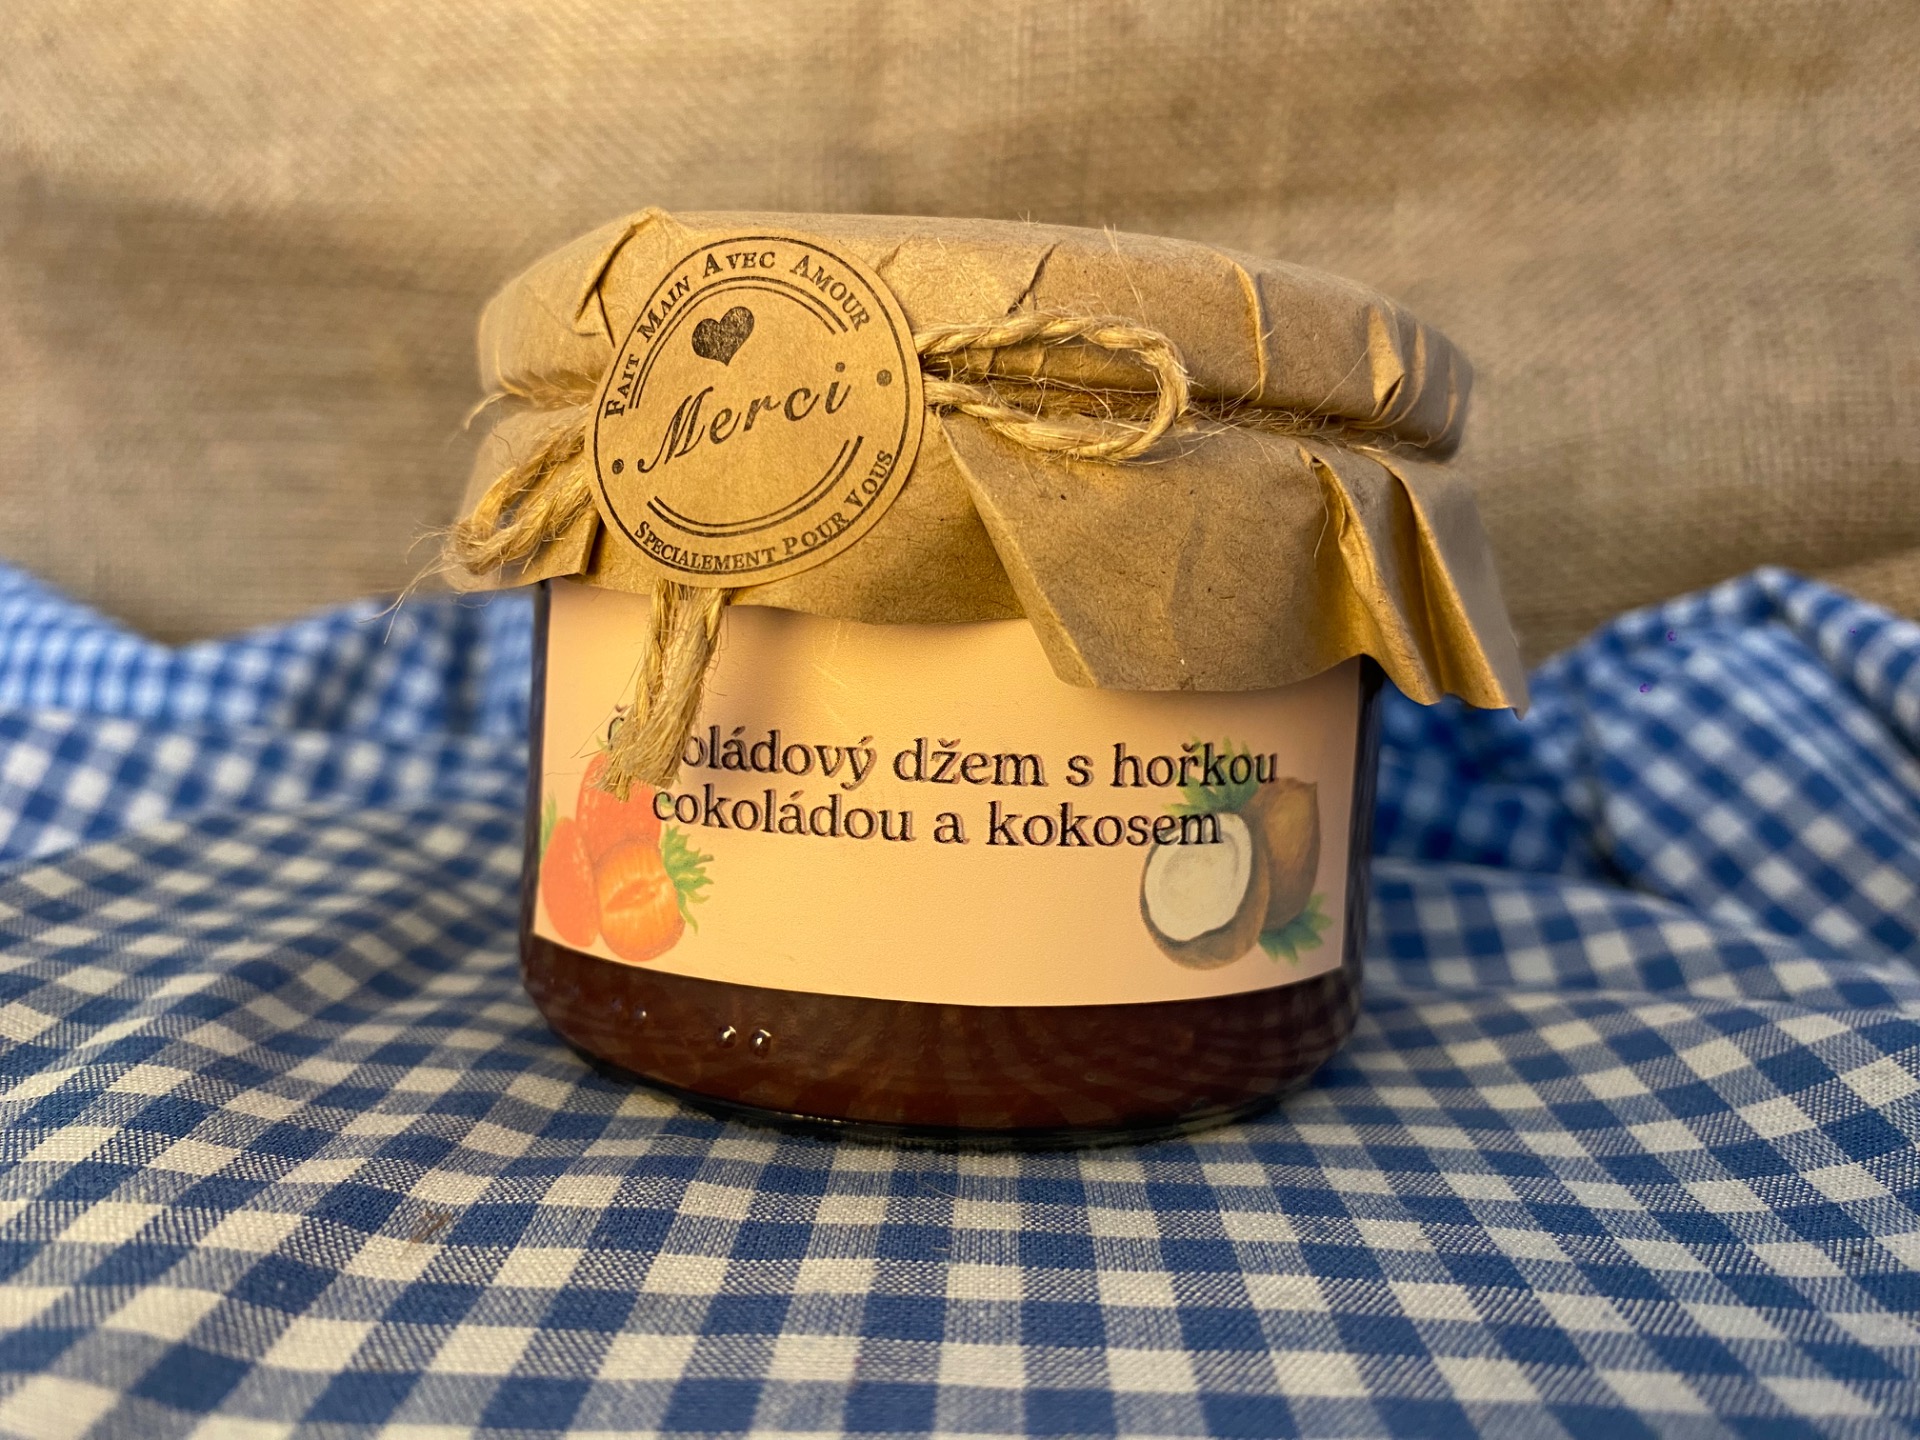 FAIT MAIN AVEC AMOUR
Merci
SPECIALEMENT POUR VOUS
džem s hořkou
cokoládou a kokosem